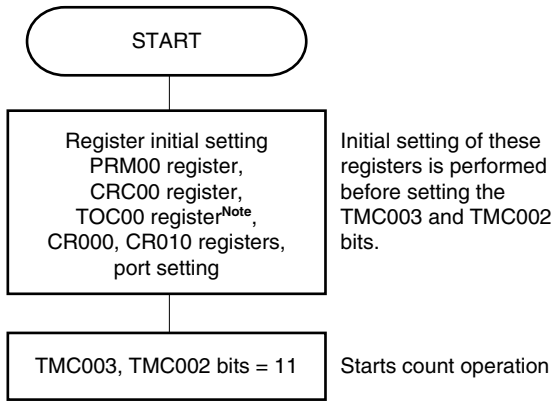 START
Register initial setting
PRM00 register,
CRC00 register,
TOC00 registerNote,
CR000, CR010 registers,
port setting
Initial setting of these
registers is performed
before setting the
TMC003 and TMC002
bits.
TMC003, TMC002 bits = 11
Starts count operation